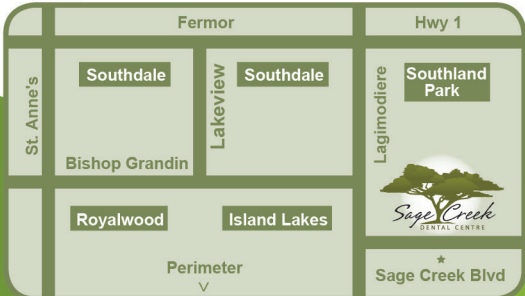 Fermor
Hwy 1
St. Anne's
Southdale
Lakeview
Southdale
Lagimodiere
Southland
Park
Bishop Grandin
Royalwood
Island Lakes
Sage Creek
DENTAL CENTRE
Perimeter
Sage Creek Blvd